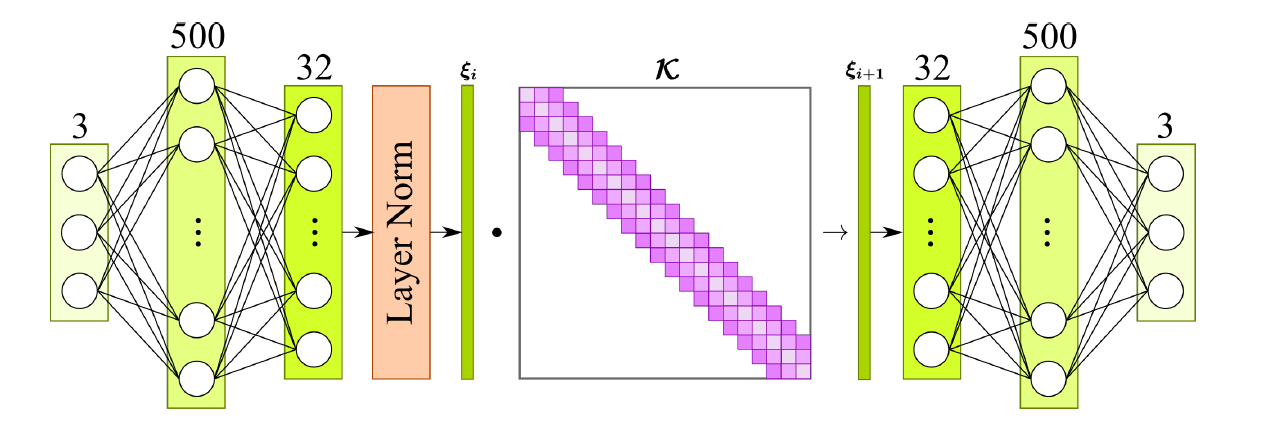 3
500
32
Layer Norm
ξᵢ
•
𝒦
→
ξᵢ₊₁
32
500
3